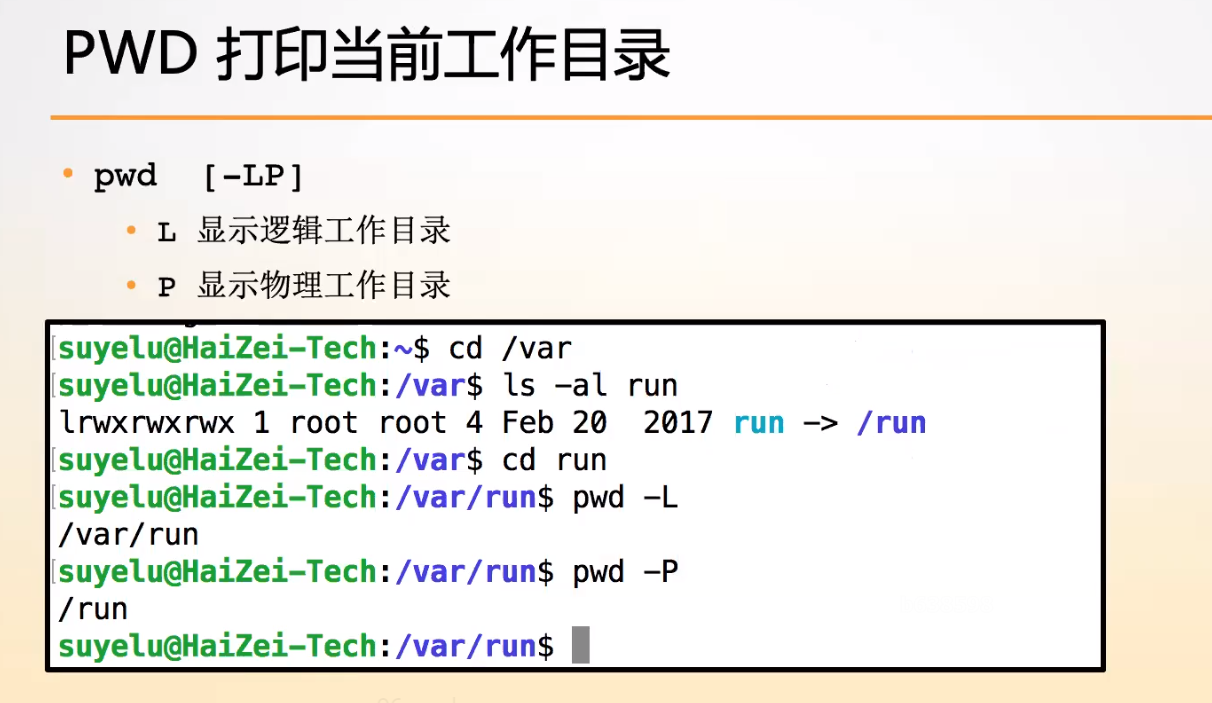 PWD 打印当前工作目录
• pwd [-LP]
• L 显示逻辑工作目录
• P 显示物理工作目录
[suyelu@HaiZei-Tech:~$ cd /var
[suyelu@HaiZei-Tech:/var$ ls -al run
lrwxrwxrwx 1 root root 4 Feb 20  2017 run -> /run
[suyelu@HaiZei-Tech:/var$ cd run
[suyelu@HaiZei-Tech:/var/run$ pwd -L
/var/run
[suyelu@HaiZei-Tech:/var/run$ pwd -P
/run
suyelu@HaiZei-Tech:/var/run$